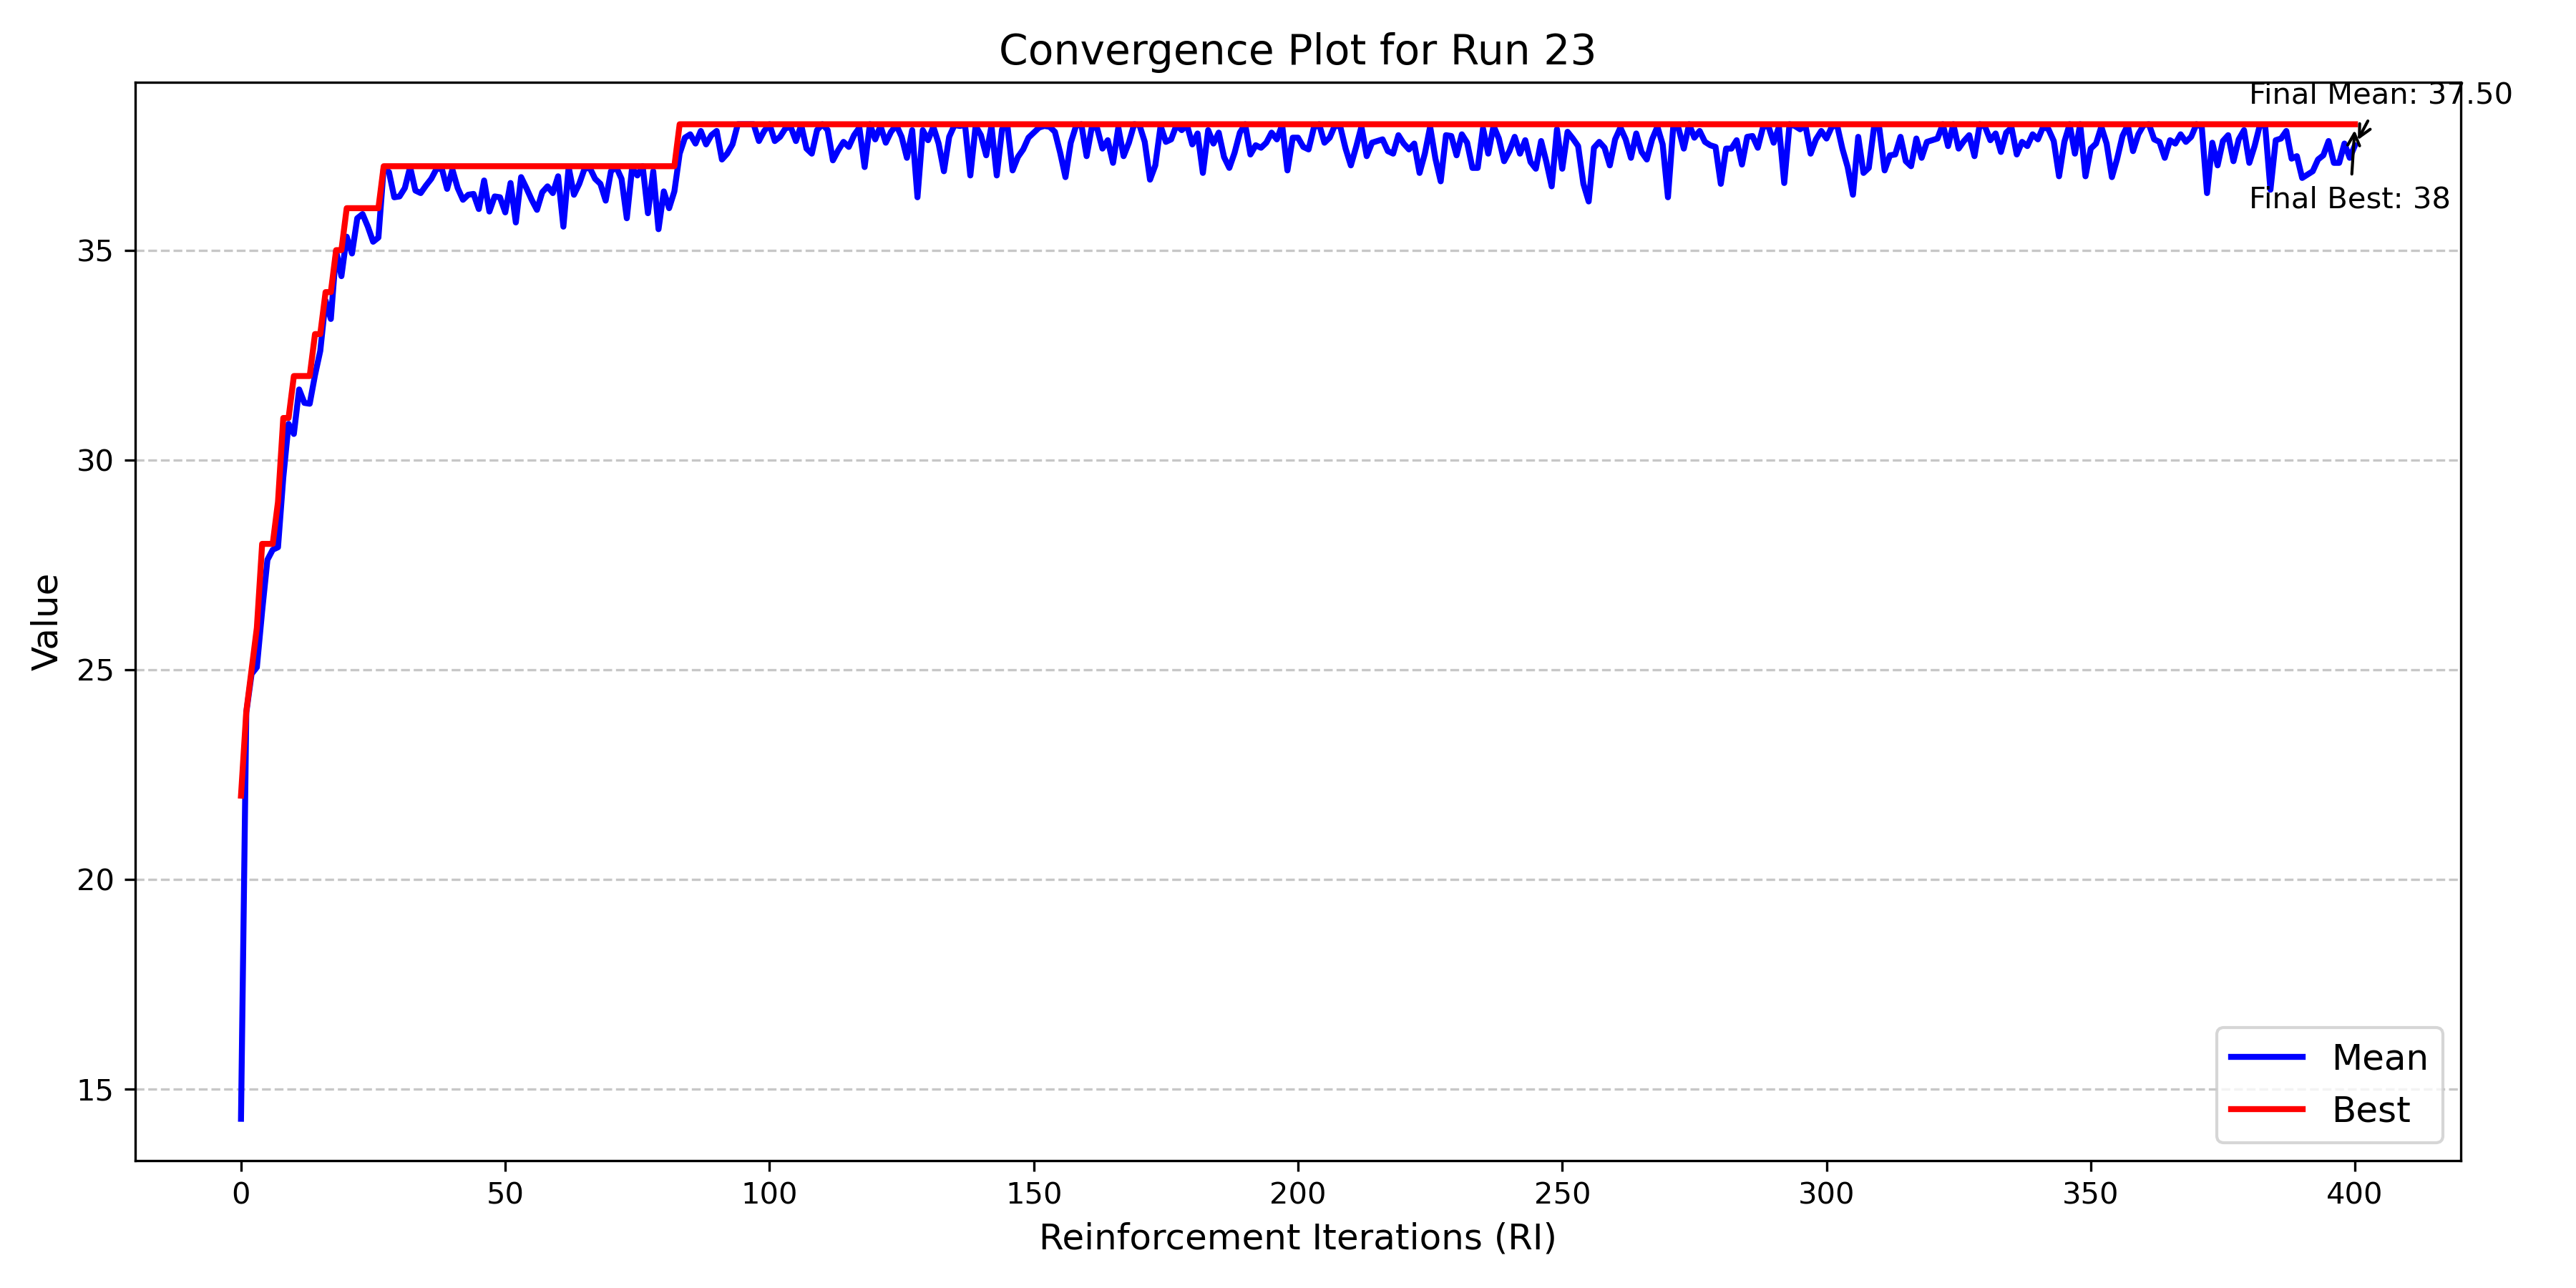 Convergence Plot for Run 23
Final Mean: 37.50
Final Best: 38
35
30
25
20
15
Value
0 50 100 150 200 250 300 350 400
Reinforcement Iterations (RI)
Mean
Best